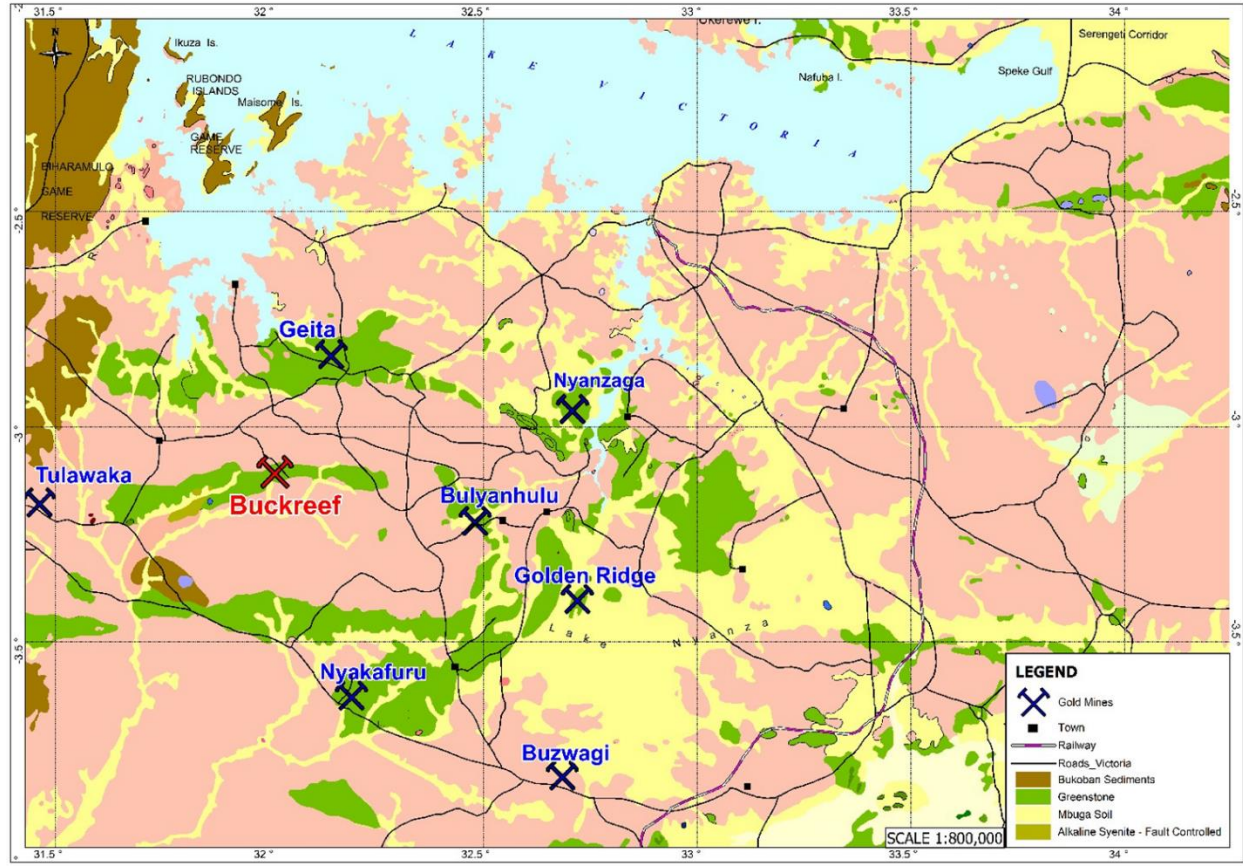 31.5
32
32.5
33
33.5
34
N
Ikuza Is.
RUBONDO
ISLANDS
Maisome Is.
GAME
RESERVE
BIHARAMULO
GAME
RESERVE
LAKE VICTORIA
Ukerewe I.
Nafuba I.
Speke Gulf
Serengeti Corridor
-2.5
-2.5
R
Geita
Nyanzaga
-3
-3
Tulawaka
Buckreef
Bulyanhulu
Golden Ridge
Lake Nyanza
-3.5
-3.5
Nyakafuru
Buzwagi
LEGEND
Gold Mines
Town
Railway
Roads_Victoria
Bukoban Sediments
Greenstone
Mbuga Soil
Alkaline Syenite - Fault Controlled
SCALE 1:800,000
31.5
32
32.5
33
33.5
34